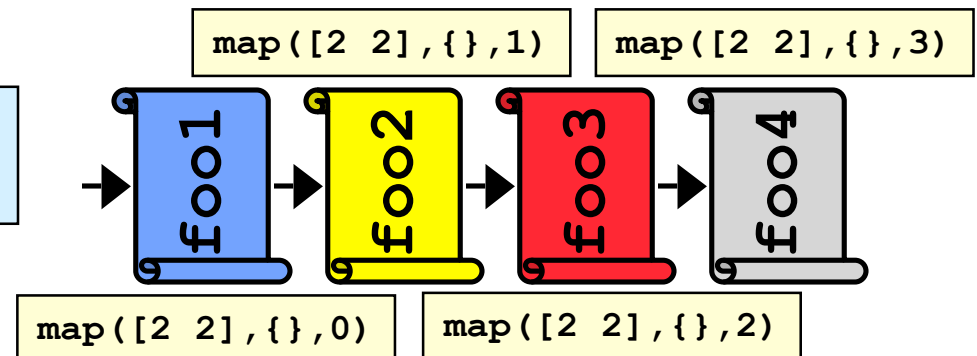 map([2 2],{},1)
map([2 2],{},3)
foo1
foo2
foo3
foo4
map([2 2],{},0)
map([2 2],{},2)